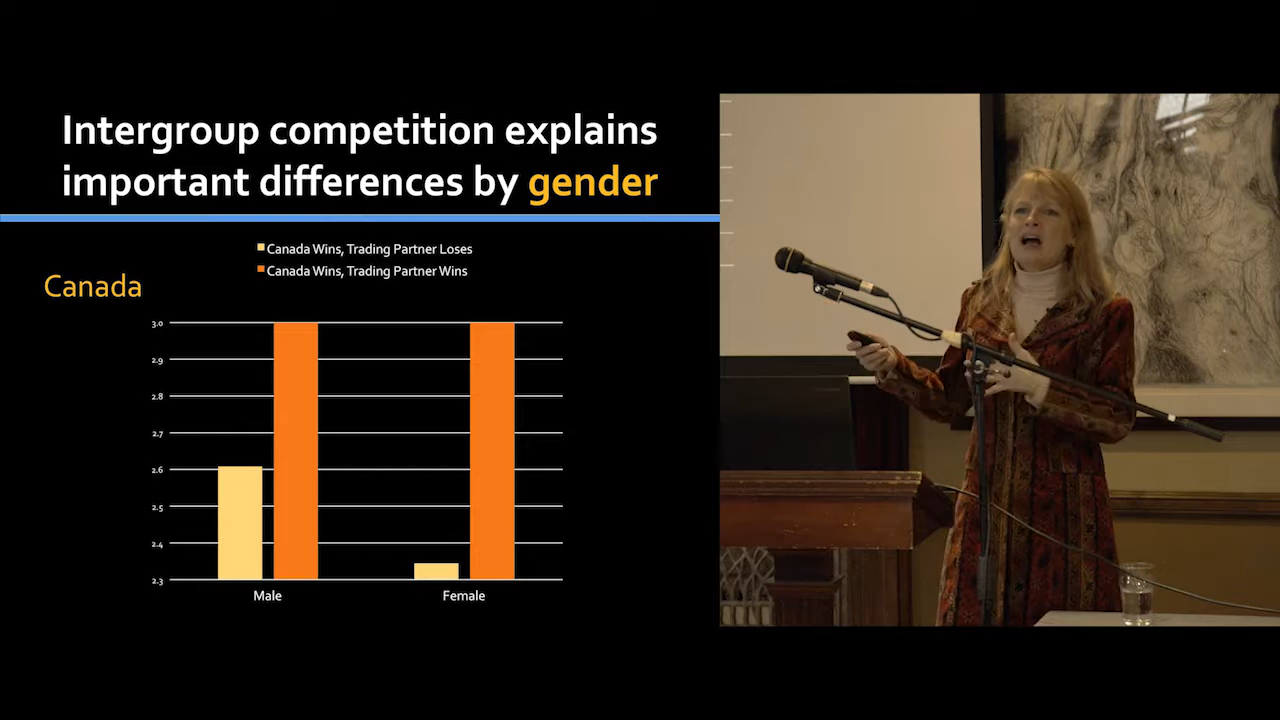 Intergroup competition explains
important differences by gender
Canada Wins, Trading Partner Loses
Canada Wins, Trading Partner Wins
Canada
3.0
2.9
2.8
2.7
2.6
2.5
2.4
2.3
Male
Female